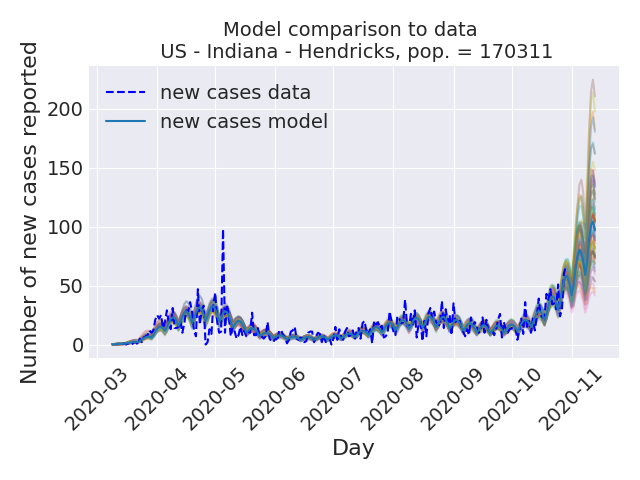 Model comparison to data
US - Indiana - Hendricks, pop. = 170311
Number of new cases reported
200
150
100
50
0
new cases data
new cases model
2020-03
2020-04
2020-05
2020-06
2020-07
2020-08
2020-09
2020-10
2020-11
Day